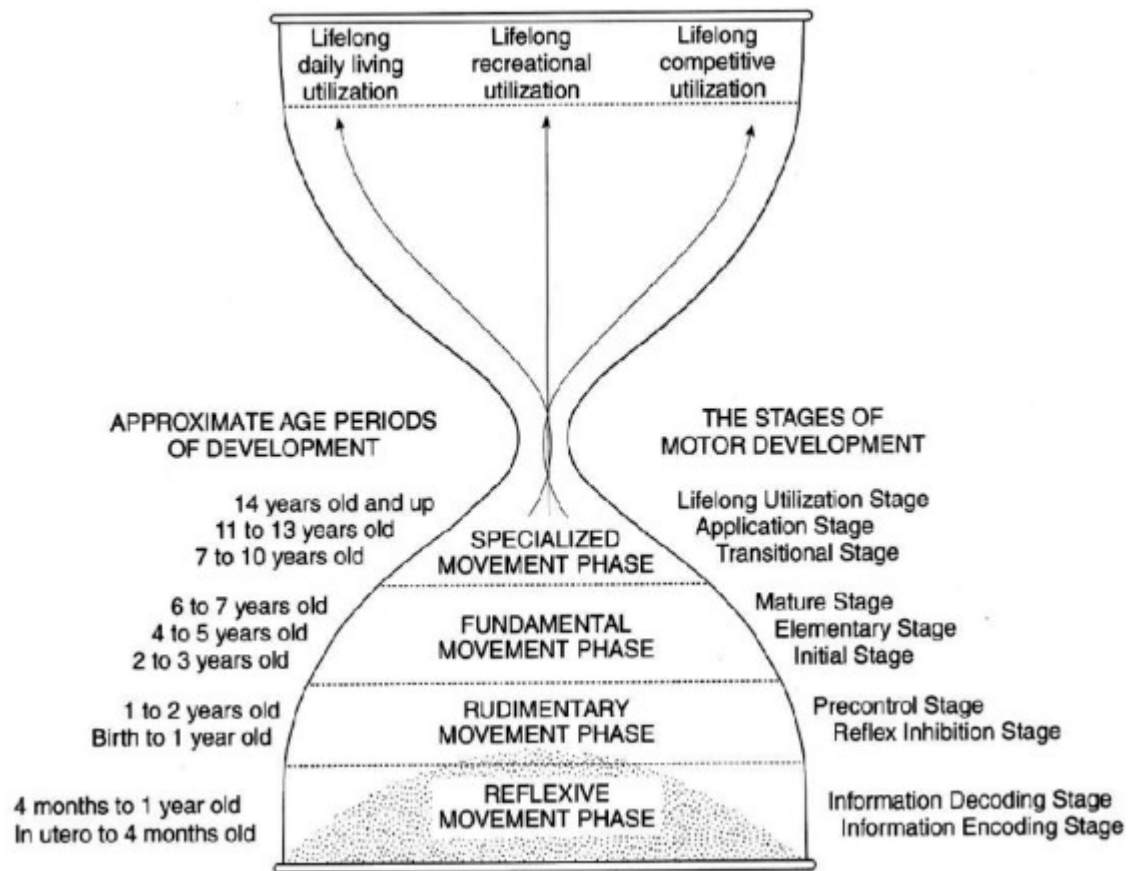 Lifelong
daily living
utilization
Lifelong
recreational
utilization
Lifelong
competitive
utilization
APPROXIMATE AGE PERIODS
OF DEVELOPMENT
THE STAGES OF
MOTOR DEVELOPMENT
14 years old and up
11 to 13 years old
7 to 10 years old
SPECIALIZED
MOVEMENT PHASE
Lifelong Utilization Stage
Application Stage
Transitional Stage
6 to 7 years old
4 to 5 years old
2 to 3 years old
FUNDAMENTAL
MOVEMENT PHASE
Mature Stage
Elementary Stage
Initial Stage
1 to 2 years old
Birth to 1 year old
RUDIMENTARY
MOVEMENT PHASE
Precontrol Stage
Reflex Inhibition Stage
4 months to 1 year old
In utero to 4 months old
REFLEXIVE
MOVEMENT PHASE
Information Decoding Stage
Information Encoding Stage